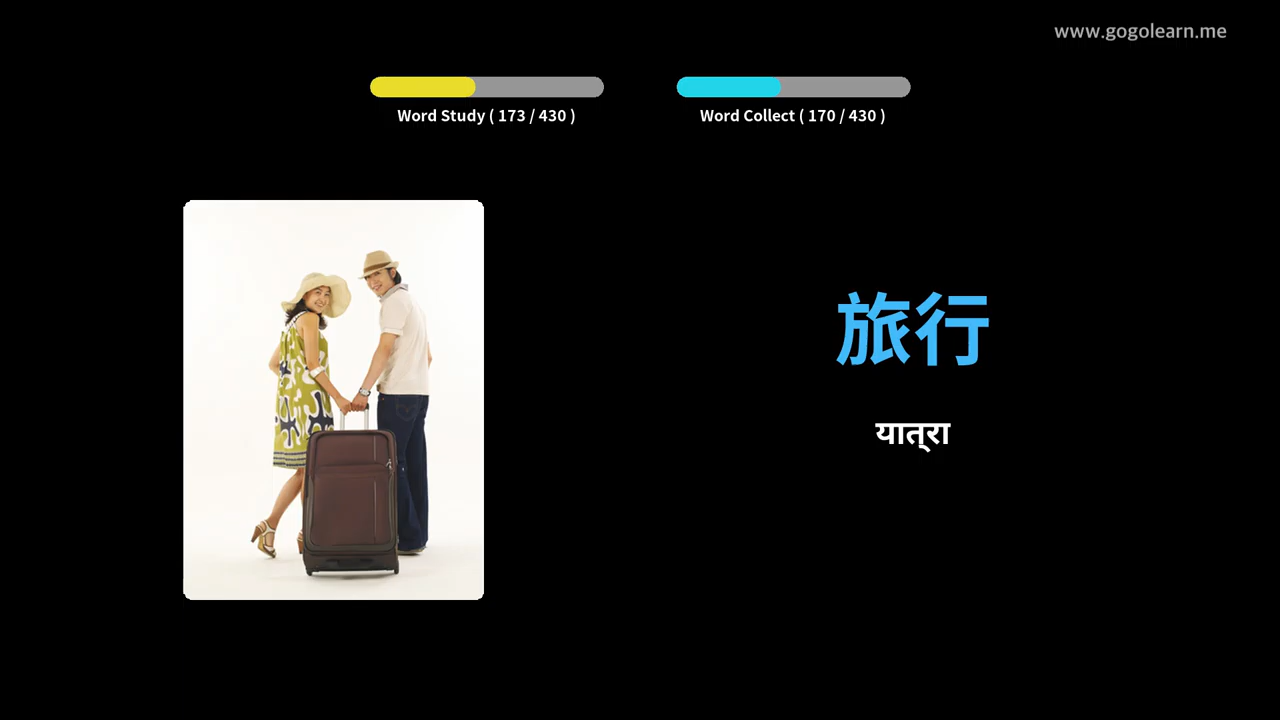 www.gogolearn.me
Word Study ( 173 / 430 )
Word Collect ( 170 / 430 )
旅行
यात्रा